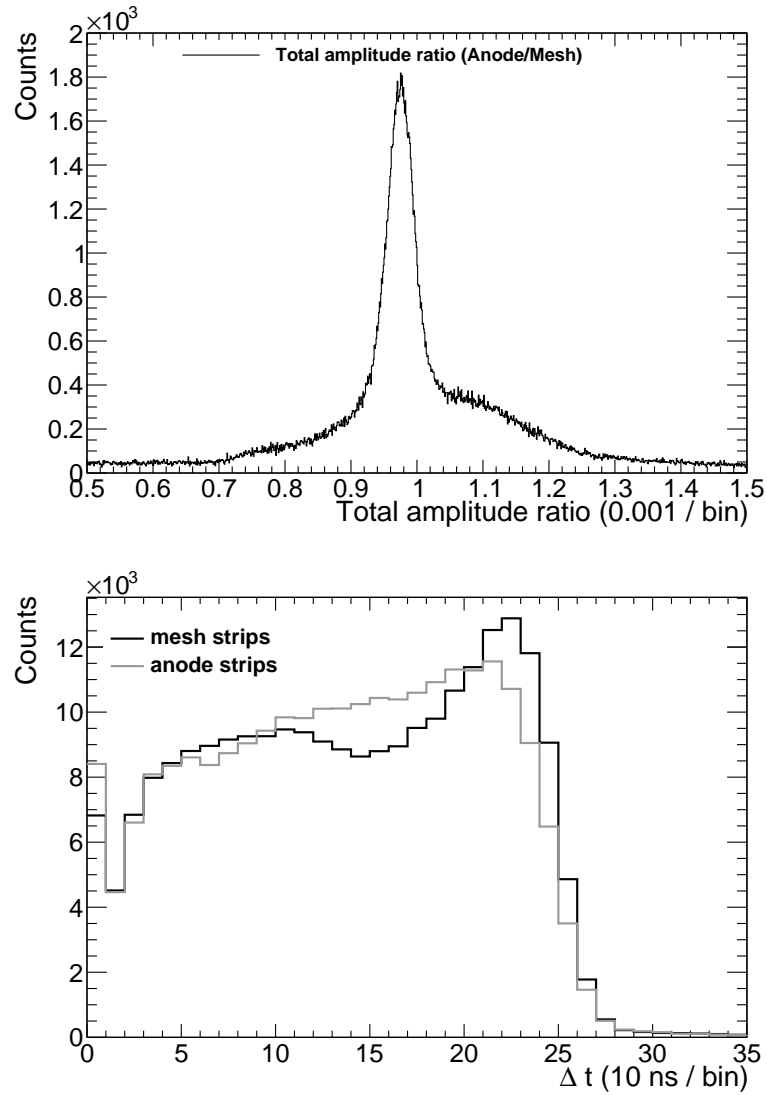 ×10³
2
Total amplitude ratio (Anode/Mesh)
1.8
1.6
1.4
1.2
1
0.8
0.6
0.4
0.2
0
Counts
0.5 0.6 0.7 0.8 0.9 1 1.1 1.2 1.3 1.4 1.5
Total amplitude ratio (0.001 / bin)
×10³
mesh strips
anode strips
12
10
8
6
4
2
0
Counts
0 5 10 15 20 25 30 35
Δ t (10 ns / bin)